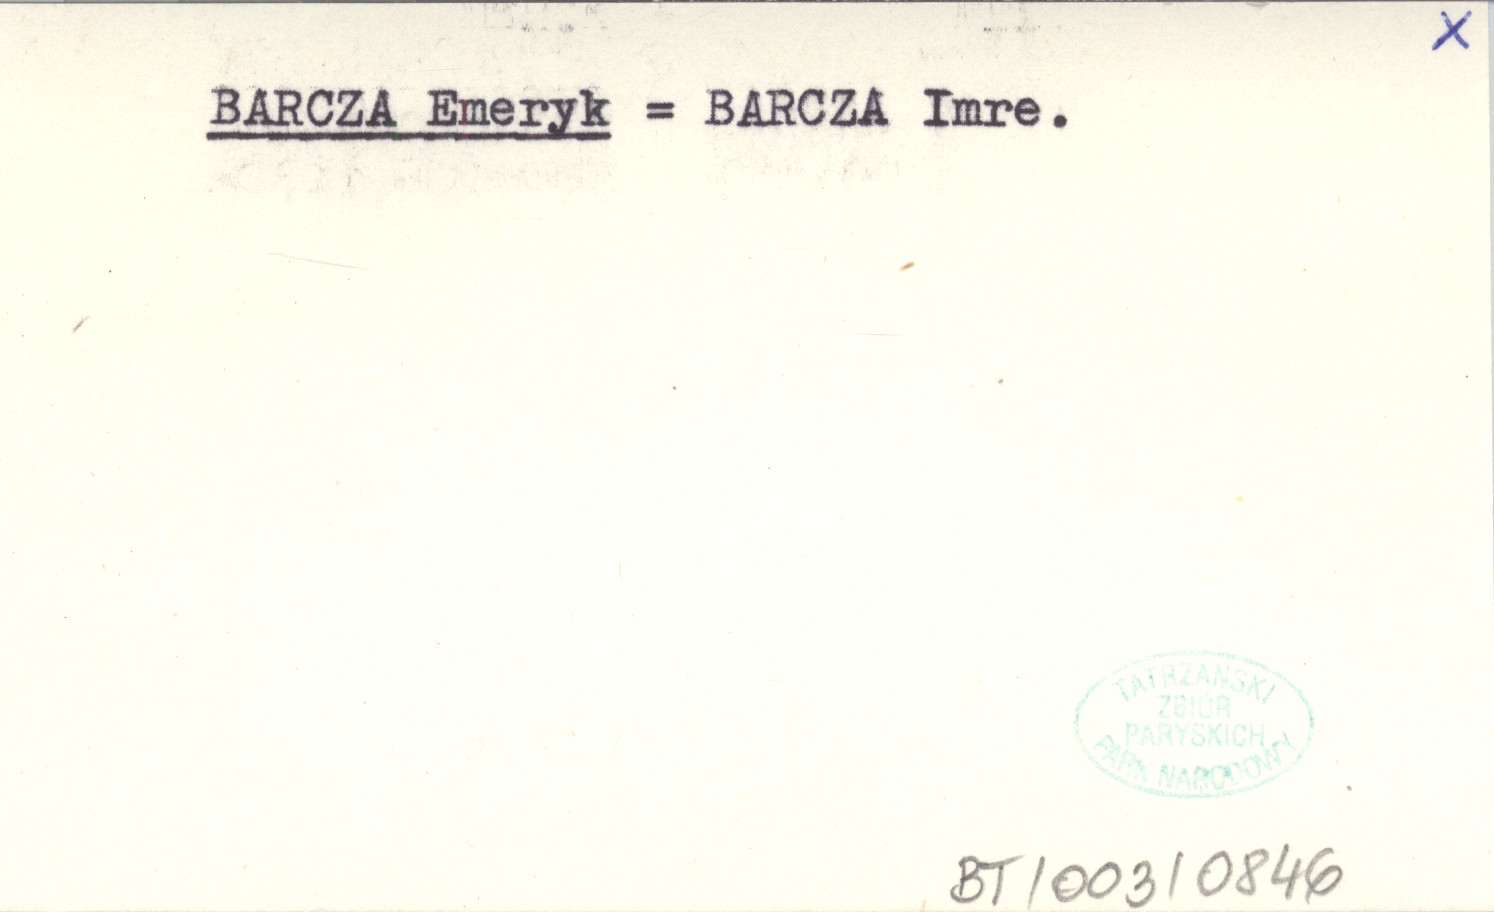 X
BARCZA Emeryk = BARCZA Imre.
TATRZAŃSKI
ZBIÓR
PARYSKICH
PARK NARODOWY
BT/003/0846